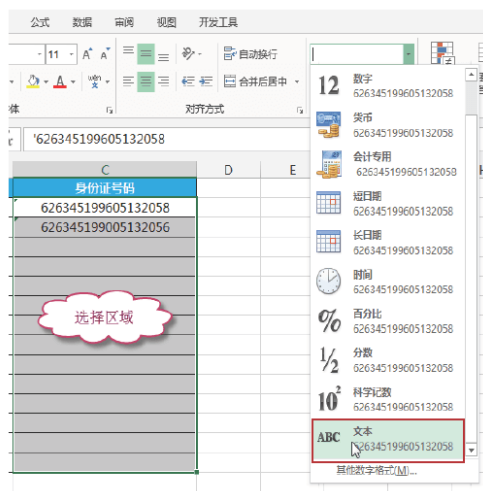 公式 数据 审阅 视图 开发工具
11 A A 自动换行
A wén 合并后居中
体 对齐方式
'626345199605132058
C D E
身份证号码
626345199605132058
626345199005132056
选择区域
12 数字
626345199605132058
货币
626345199605132058
会计专用
626345199605132058
短日期
626345199605132058
长日期
626345199605132058
时间
626345199605132058
% 百分比
626345199605132058
1/2 分数
626345199605132058
10² 科学记数
626345199605132058
ABC 文本
626345199605132058
其他数字格式(M)...